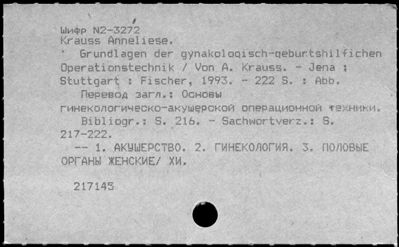 Шифр N2-3272
Krauss Anneliese.
' Grundlagen der gynakologisch-geburtshilfichen
Operationstechnik / Von A. Krauss. - Jena ;
Stuttgart : Fischer, 1993. - 222 S. : Abb.
Перевод загл.: Основы
гинекологическо-акушерской операционной техники.
Bibliogr.: S. 216. - Sachwortverz.: S.
217-222.
-- 1. АКУШЕРСТВО. 2. ГИНЕКОЛОГИЯ. 3. ПОЛОВЫЕ
ОРГАНЫ ЖЕНСКИЕ/ ХИ.
217145